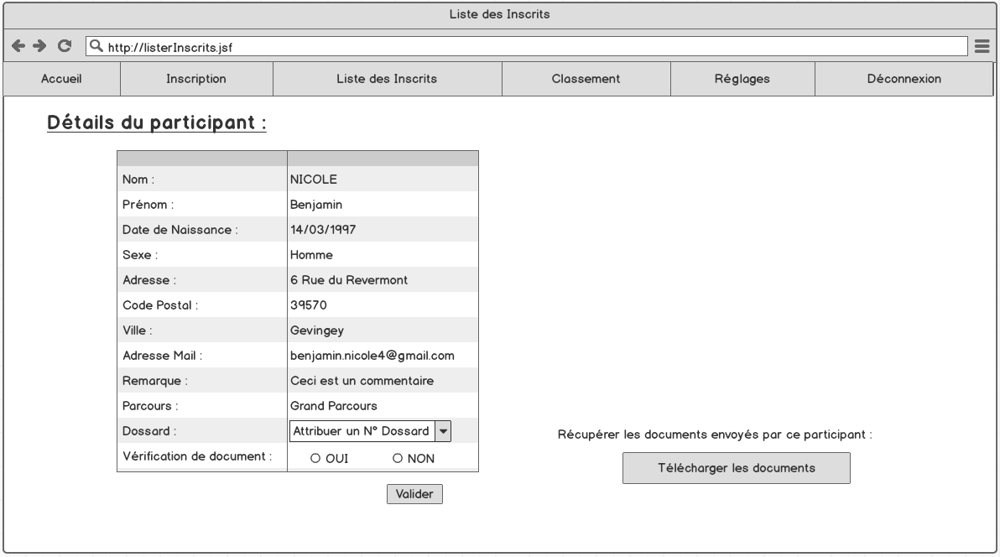 Liste des Inscrits
http://listerInscrits.jsf
Accueil Inscription Liste des Inscrits Classement Réglages Déconnexion
Détails du participant :
Nom : NICOLE
Prénom : Benjamin
Date de Naissance : 14/03/1997
Sexe : Homme
Adresse : 6 Rue du Revermont
Code Postal : 39570
Ville : Gevingey
Adresse Mail : benjamin.nicole4@gmail.com
Remarque : Ceci est un commentaire
Parcours : Grand Parcours
Dossard : Attribuer un N° Dossard
Vérification de document : OUI NON
Valider
Récupérer les documents envoyés par ce participant :
Télécharger les documents